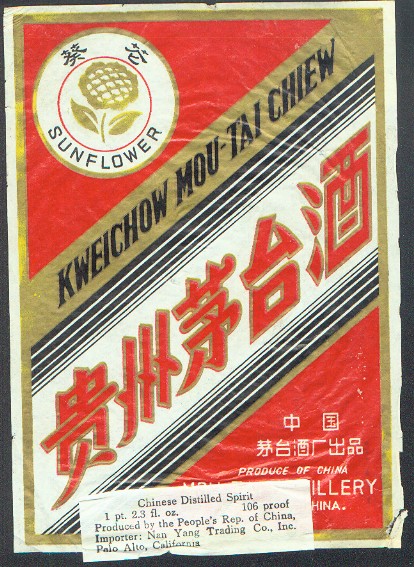 葵花
SUNFLOWER
KWEICHOW MOU-TAI CHIEW
贵州茅台酒
中国
茅台酒厂出品
PRODUCE OF CHINA
Chinese Distilled Spirit
1 pt. 2.3 fl. oz. 106 proof
Produced by the People's Rep. of China,
Importer: Nan Yang Trading Co., Inc.
Palo Alto, California